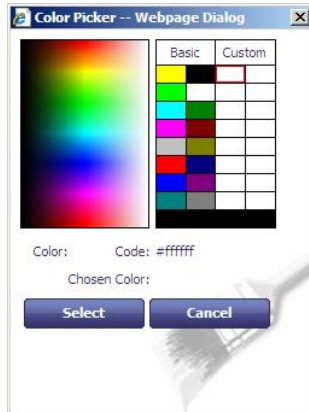 Color Picker -- Webpage Dialog
Basic Custom
Color: Code: #ffffff
Chosen Color:
Select Cancel